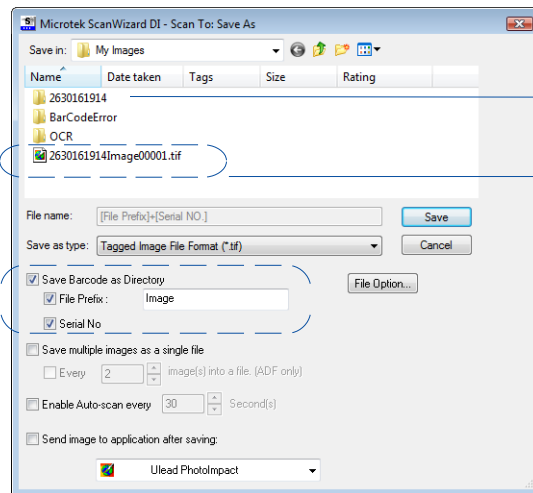 Microtek ScanWizard DI - Scan To: Save As
Save in: My Images
Name Date taken Tags Size Rating
2630161914
BarCodeError
OCR
2630161914Image00001.tif
File name: [File Prefix]+[Serial NO.] Save
Save as type: Tagged Image File Format (*.tif) Cancel
Save Barcode as Directory File Option...
File Prefix : Image
Serial No
Save multiple images as a single file
Every 2 image(s) into a file. (ADF only)
Enable Auto-scan every 30 Second(s)
Send image to application after saving:
Ulead PhotoImpact